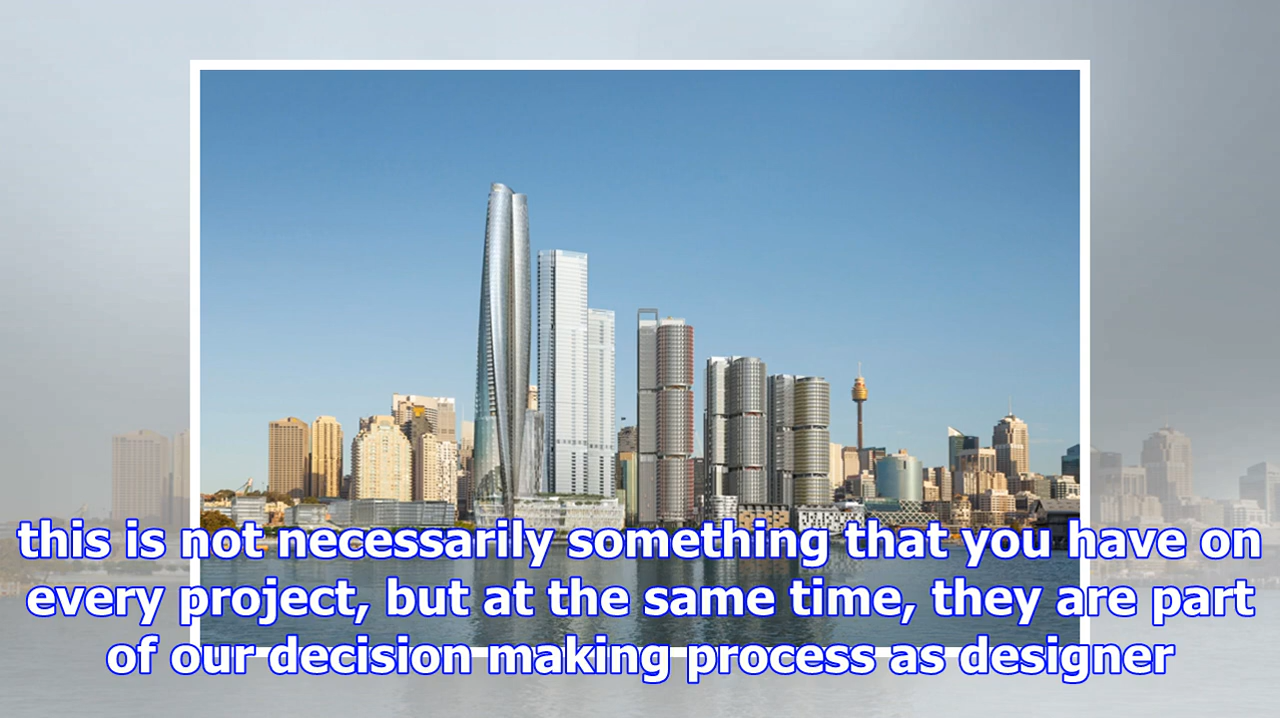 this is not necessarily something that you have on
every project, but at the same time, they are part
of our decision making process as designer